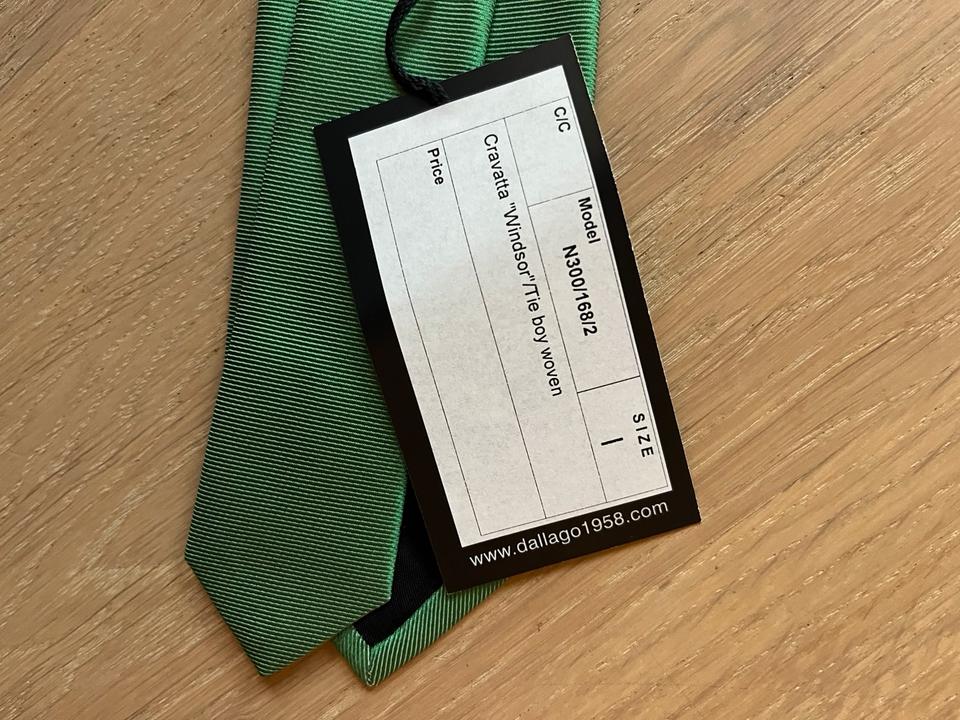 C/C
Model
N300/168/2
SIZE
I
Cravatta "Windsor"/Tie boy woven
Price
www.dallago1958.com